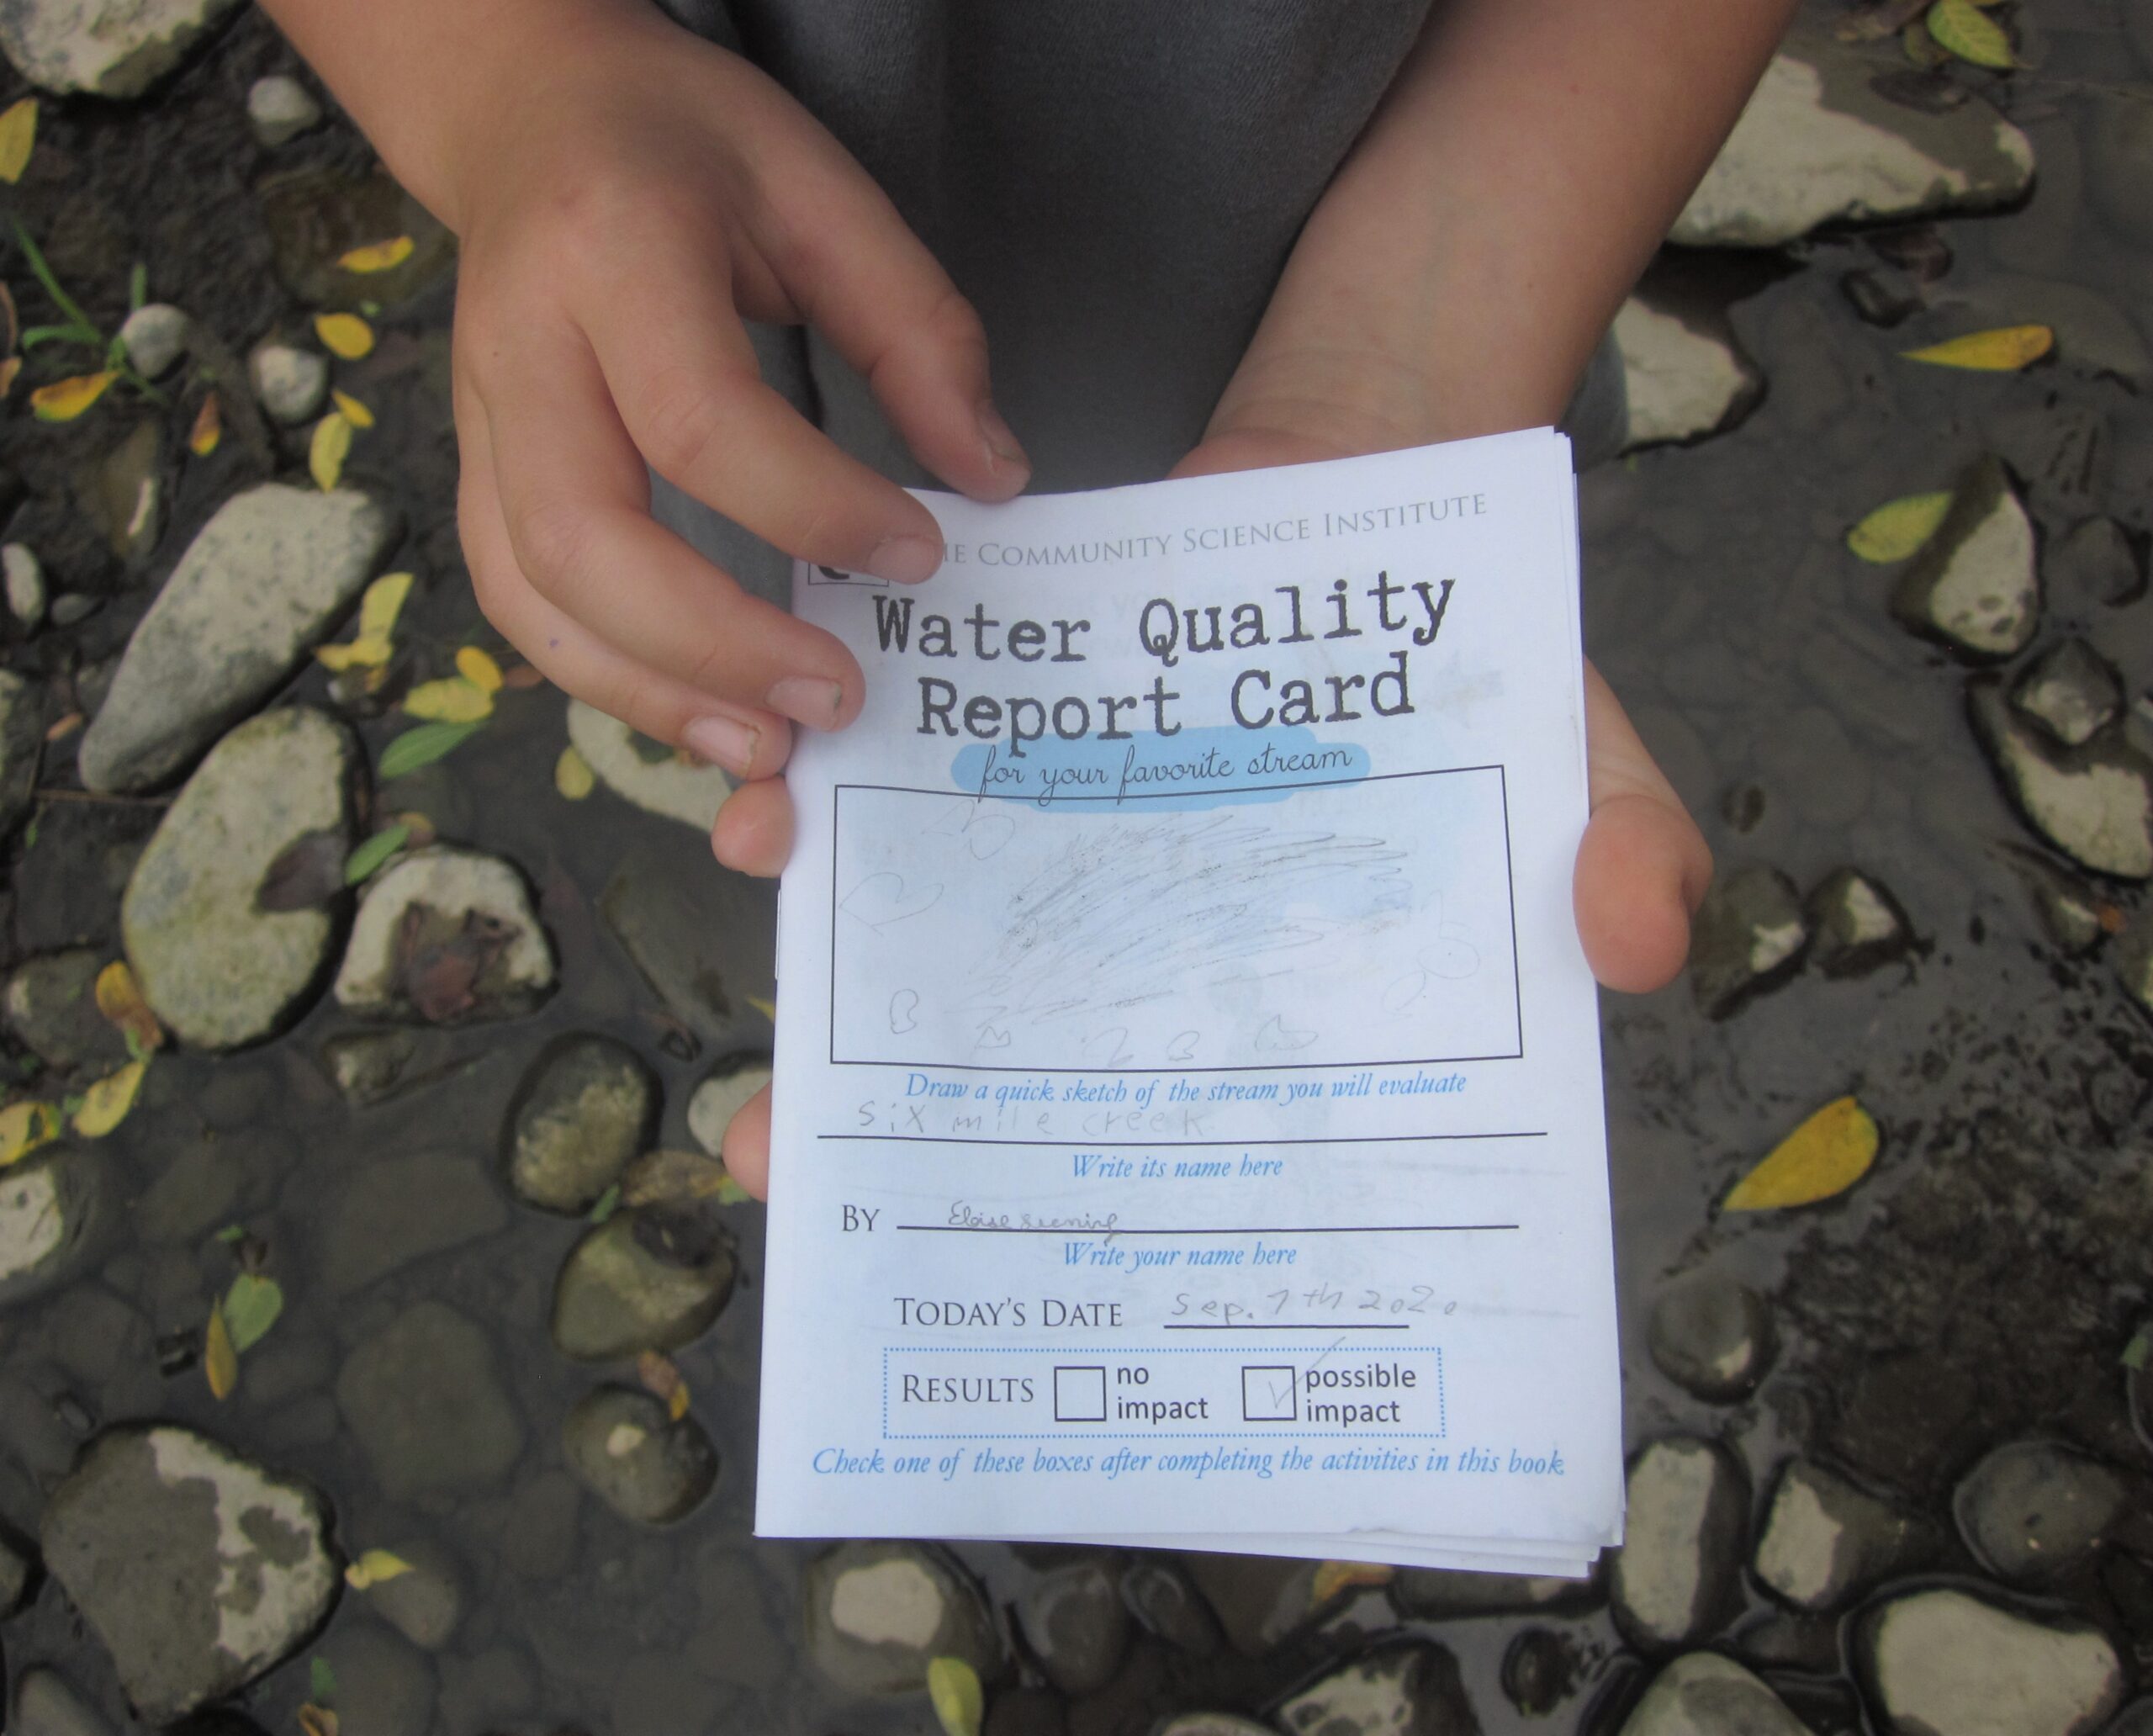 HE COMMUNITY SCIENCE INSTITUTE
Water Quality
Report Card
for your favorite stream
Draw a quick sketch of the stream you will evaluate
six mile creek
Write its name here
BY Eloise
Write your name here
TODAY'S DATE Sep. 7th 2020
RESULTS no impact possible impact
Check one of these boxes after completing the activities in this book